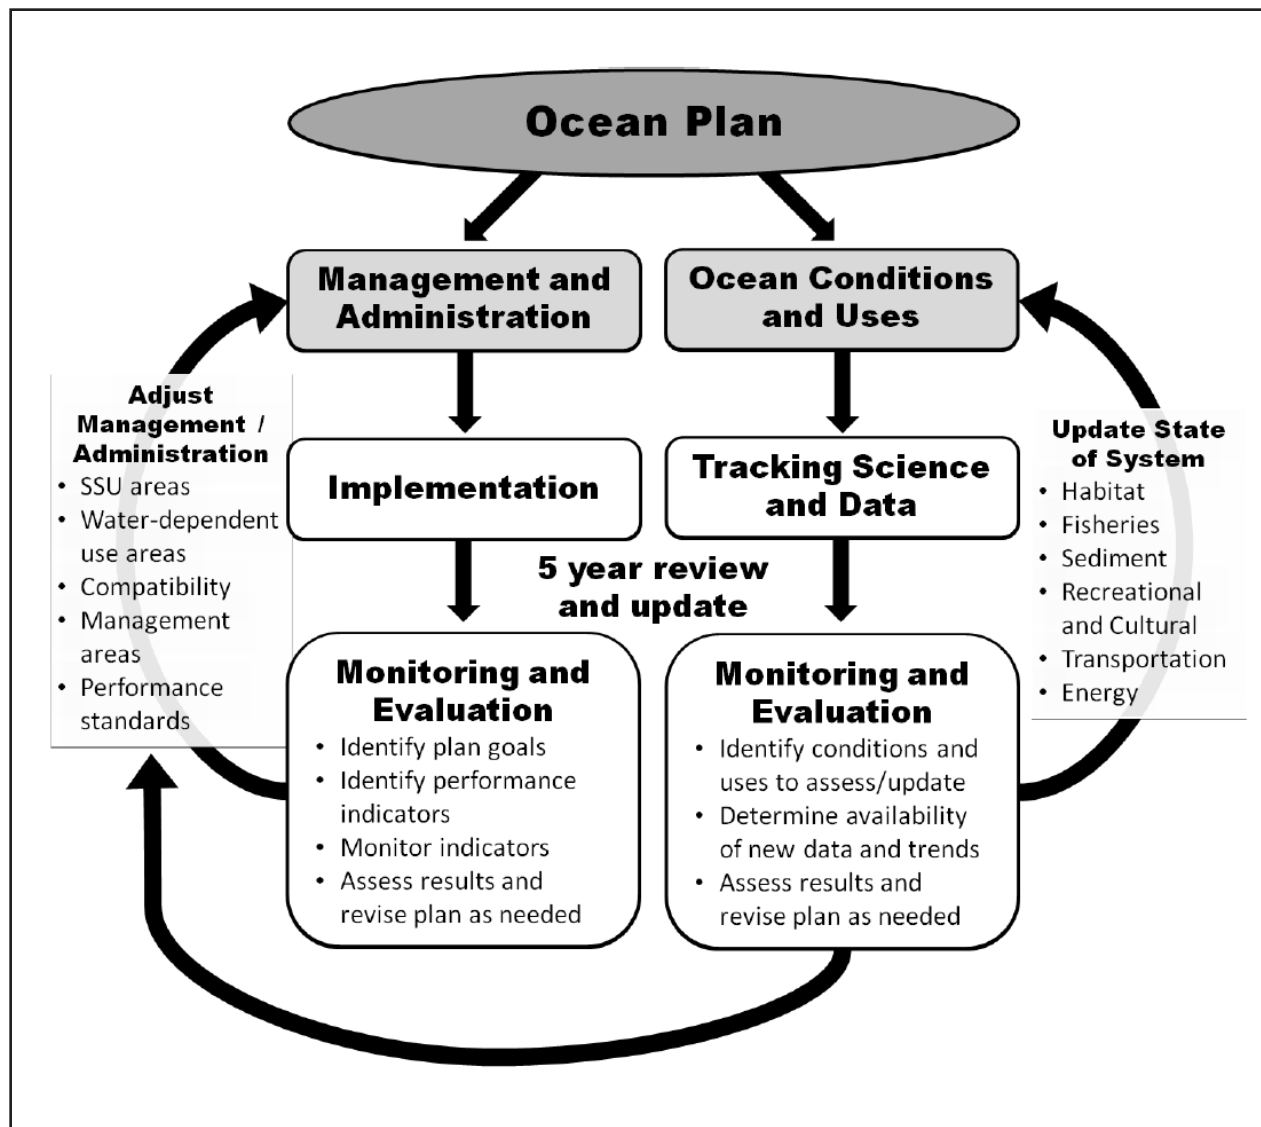 Ocean Plan
Management and
Administration
Ocean Conditions
and Uses
Adjust
Management /
Administration
• SSU areas
• Water-dependent
use areas
• Compatibility
• Management
areas
• Performance
standards
Implementation
Tracking Science
and Data
Update State
of System
• Habitat
• Fisheries
• Sediment
• Recreational
and Cultural
• Transportation
• Energy
5 year review
and update
Monitoring and
Evaluation
• Identify plan goals
• Identify performance
indicators
• Monitor indicators
• Assess results and
revise plan as needed
Monitoring and
Evaluation
• Identify conditions and
uses to assess/update
• Determine availability
of new data and trends
• Assess results and
revise plan as needed